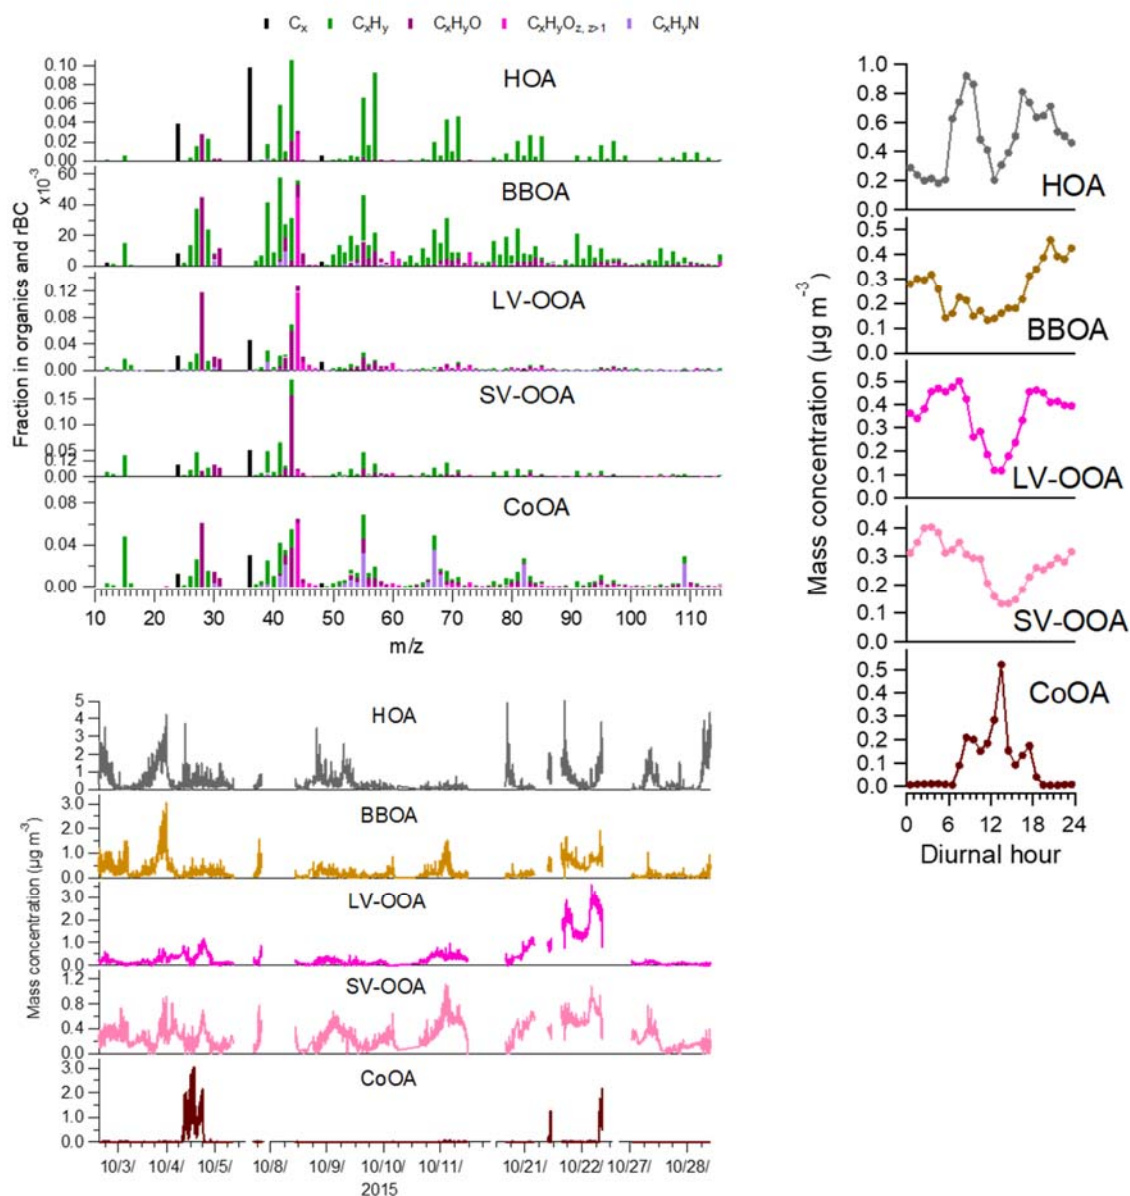 Cx CxHy CxHyO CxHyOz, z>1 CxHyN
Fraction in organics and rBC
0.10
0.08
0.06
0.04
0.02
0.00
HOA
x10-3
60
40
20
0
BBOA
0.12
0.08
0.04
0.00
LV-OOA
0.15
0.05
0.12
0.00
SV-OOA
0.08
0.04
0.00
CoOA
10 20 30 40 50 60 70 80 90 100 110
m/z
Mass concentration (µg m-3)
1.0
0.8
0.6
0.4
0.2
0.0
HOA
0.5
0.4
0.3
0.2
0.1
0.0
BBOA
0.5
0.4
0.3
0.2
0.1
0.0
LV-OOA
0.4
0.3
0.2
0.1
0.0
SV-OOA
0.5
0.4
0.3
0.2
0.1
0.0
CoOA
0 6 12 18 24
Diurnal hour
Mass concentration (µg m-3)
5
4
3
2
1
0
HOA
3.0
2.0
1.0
0.0
BBOA
3.0
2.0
1.0
0.0
LV-OOA
1.2
0.8
0.4
0.0
SV-OOA
3.0
2.0
1.0
0.0
CoOA
10/3/ 10/4/ 10/5/ 10/8/ 10/9/ 10/10/ 10/11/ 10/21/ 10/22/ 10/27/ 10/28/
2015